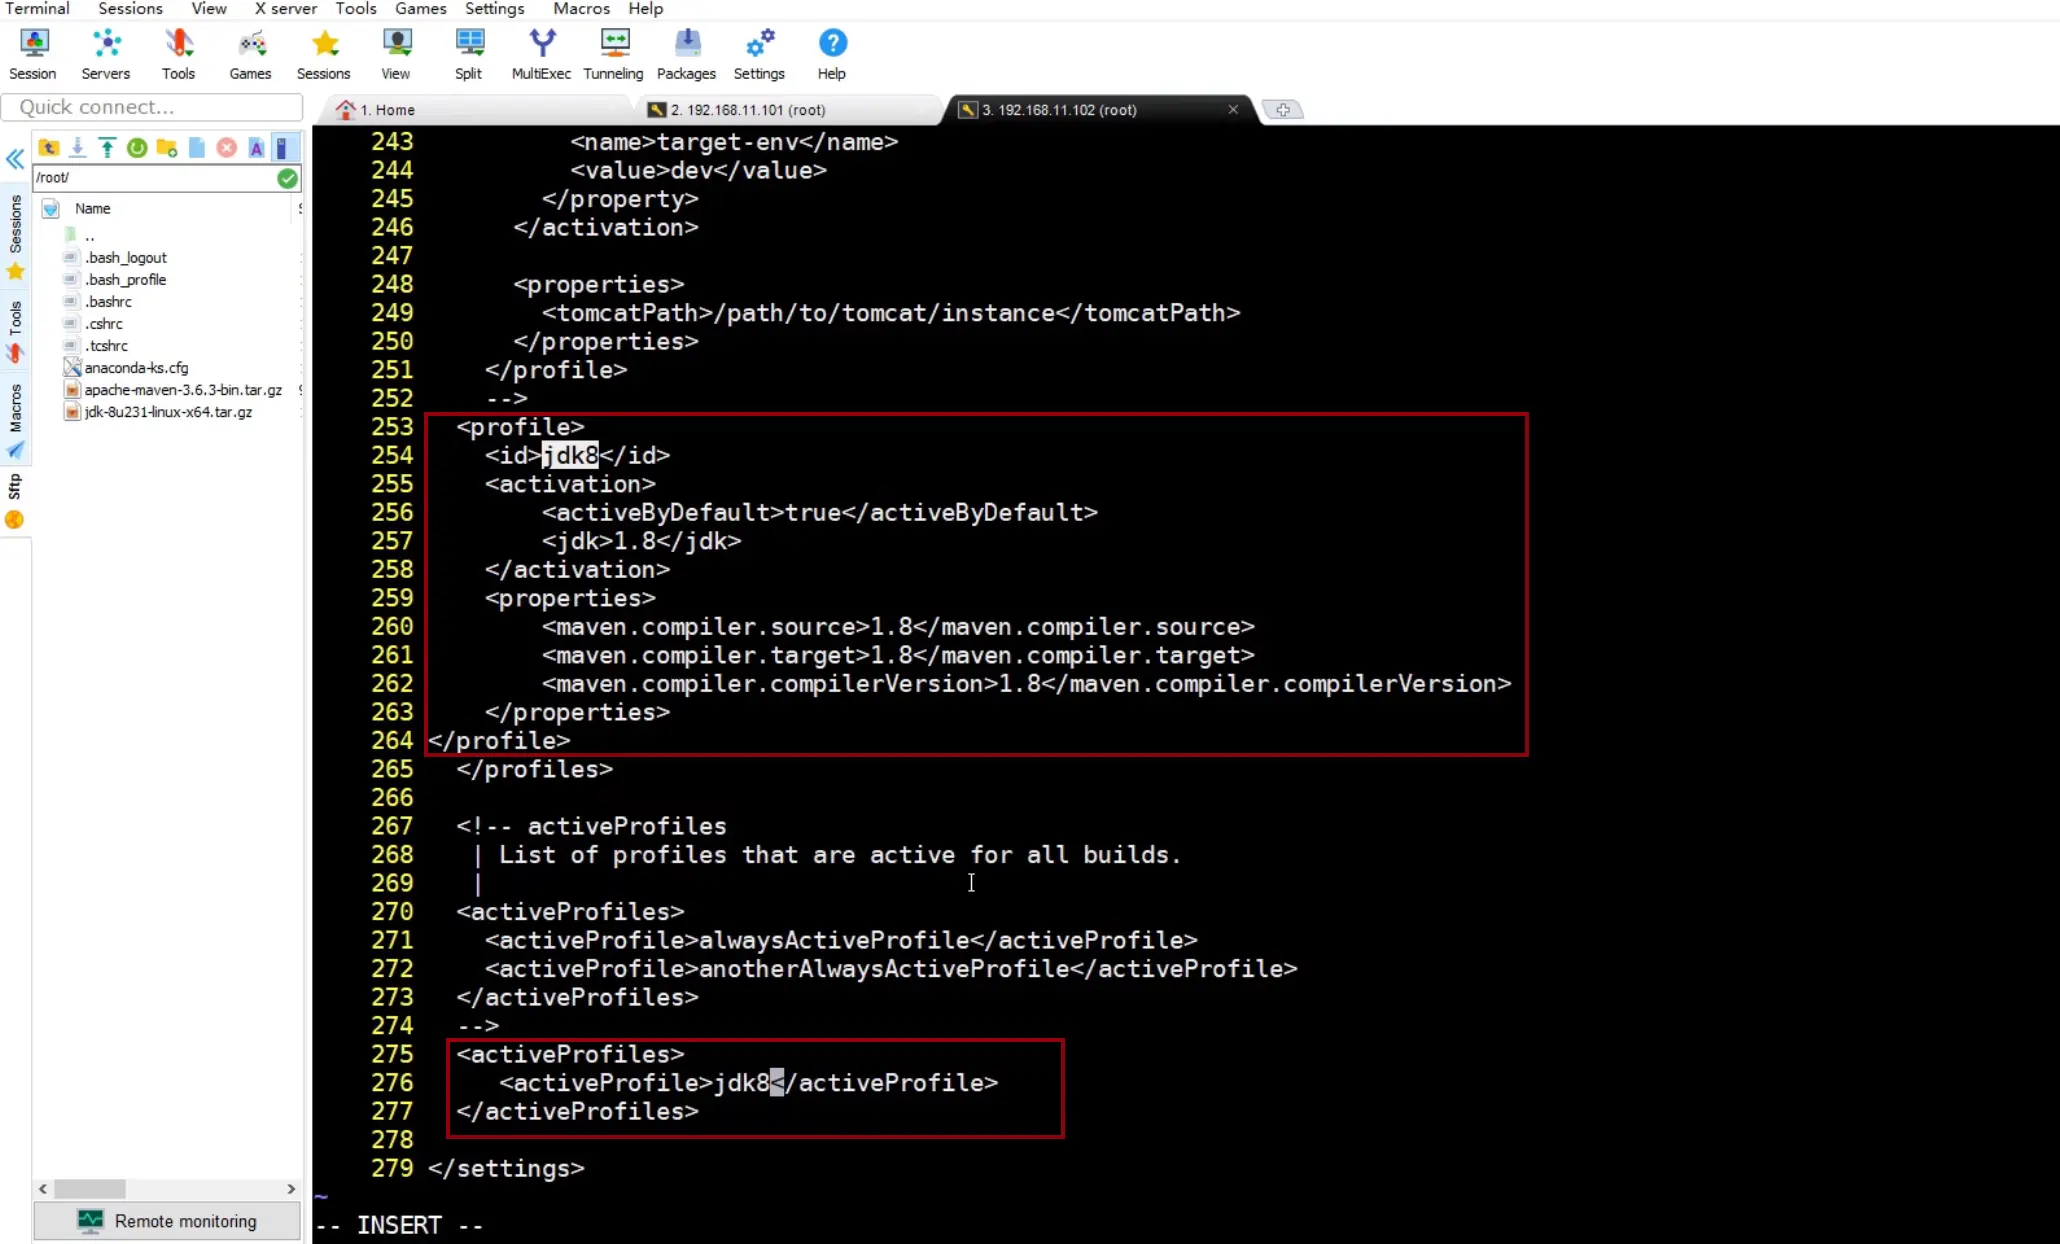 Terminal Sessions View X server Tools Games Settings Macros Help
Session Servers Tools Games Sessions View Split MultiExec Tunneling Packages Settings Help
Quick connect...
1. Home
2. 192.168.11.101 (root)
3. 192.168.11.102 (root)
/root/
Name
..
.bash_logout
.bash_profile
.bashrc
.cshrc
.tcshrc
anaconda-ks.cfg
apache-maven-3.6.3-bin.tar.gz
jdk-8u231-linux-x64.tar.gz
Sessions
Tools
Macros
Sftp
Remote monitoring
243 <name>target-env</name>
244 <value>dev</value>
245 </property>
246 </activation>
247
248 <properties>
249 <tomcatPath>/path/to/tomcat/instance</tomcatPath>
250 </properties>
251 </profile>
252 -->
253 <profile>
254 <id>jdk8</id>
255 <activation>
256 <activeByDefault>true</activeByDefault>
257 <jdk>1.8</jdk>
258 </activation>
259 <properties>
260 <maven.compiler.source>1.8</maven.compiler.source>
261 <maven.compiler.target>1.8</maven.compiler.target>
262 <maven.compiler.compilerVersion>1.8</maven.compiler.compilerVersion>
263 </properties>
264 </profile>
265 </profiles>
266
267 <!-- activeProfiles
268 | List of profiles that are active for all builds.
269 |
270 <activeProfiles>
271 <activeProfile>alwaysActiveProfile</activeProfile>
272 <activeProfile>anotherAlwaysActiveProfile</activeProfile>
273 </activeProfiles>
274 -->
275 <activeProfiles>
276 <activeProfile>jdk8</activeProfile>
277 </activeProfiles>
278
279 </settings>
~
-- INSERT --